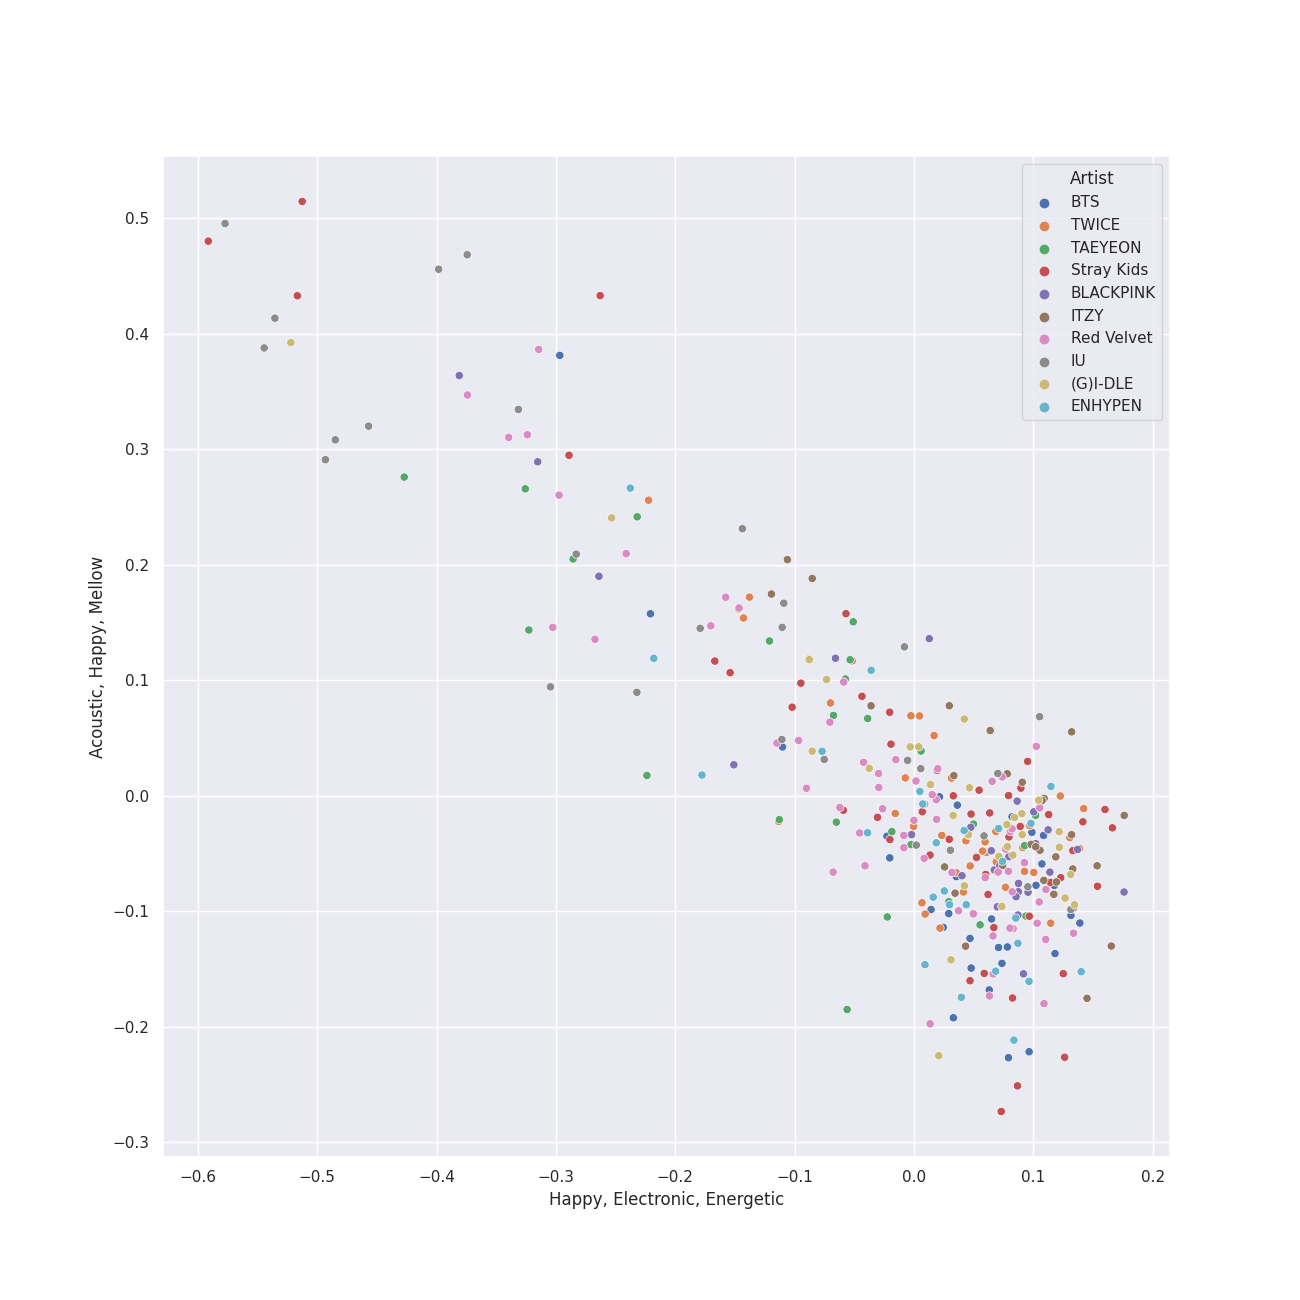 Artist
BTS
TWICE
TAEYEON
Stray Kids
BLACKPINK
ITZY
Red Velvet
IU
(G)I-DLE
ENHYPEN
0.5
0.4
0.3
0.2
0.1
0.0
−0.1
−0.2
−0.3
Acoustic, Happy, Mellow
−0.6 −0.5 −0.4 −0.3 −0.2 −0.1 0.0 0.1 0.2
Happy, Electronic, Energetic